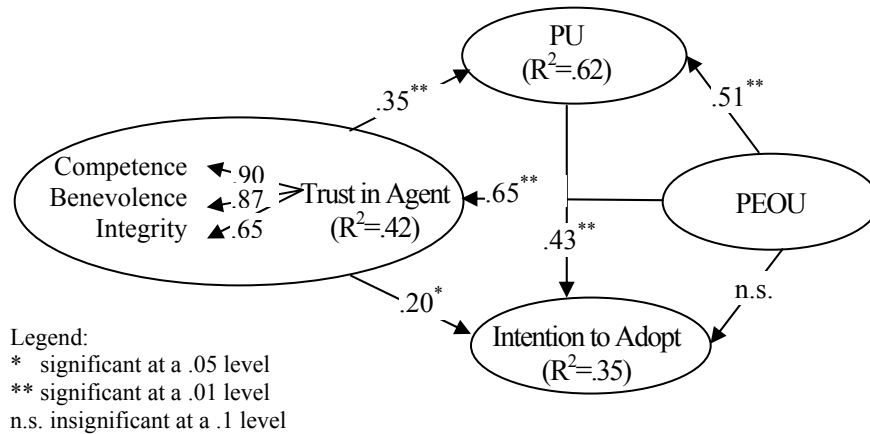 PU
(R²=.62)
.35**
.51**
Competence
.90
Benevolence
.87
Trust in Agent
.65**
PEOU
Integrity
.65
(R²=.42)
.43**
.20*
n.s.
Intention to Adopt
(R²=.35)
Legend:
* significant at a .05 level
** significant at a .01 level
n.s. insignificant at a .1 level